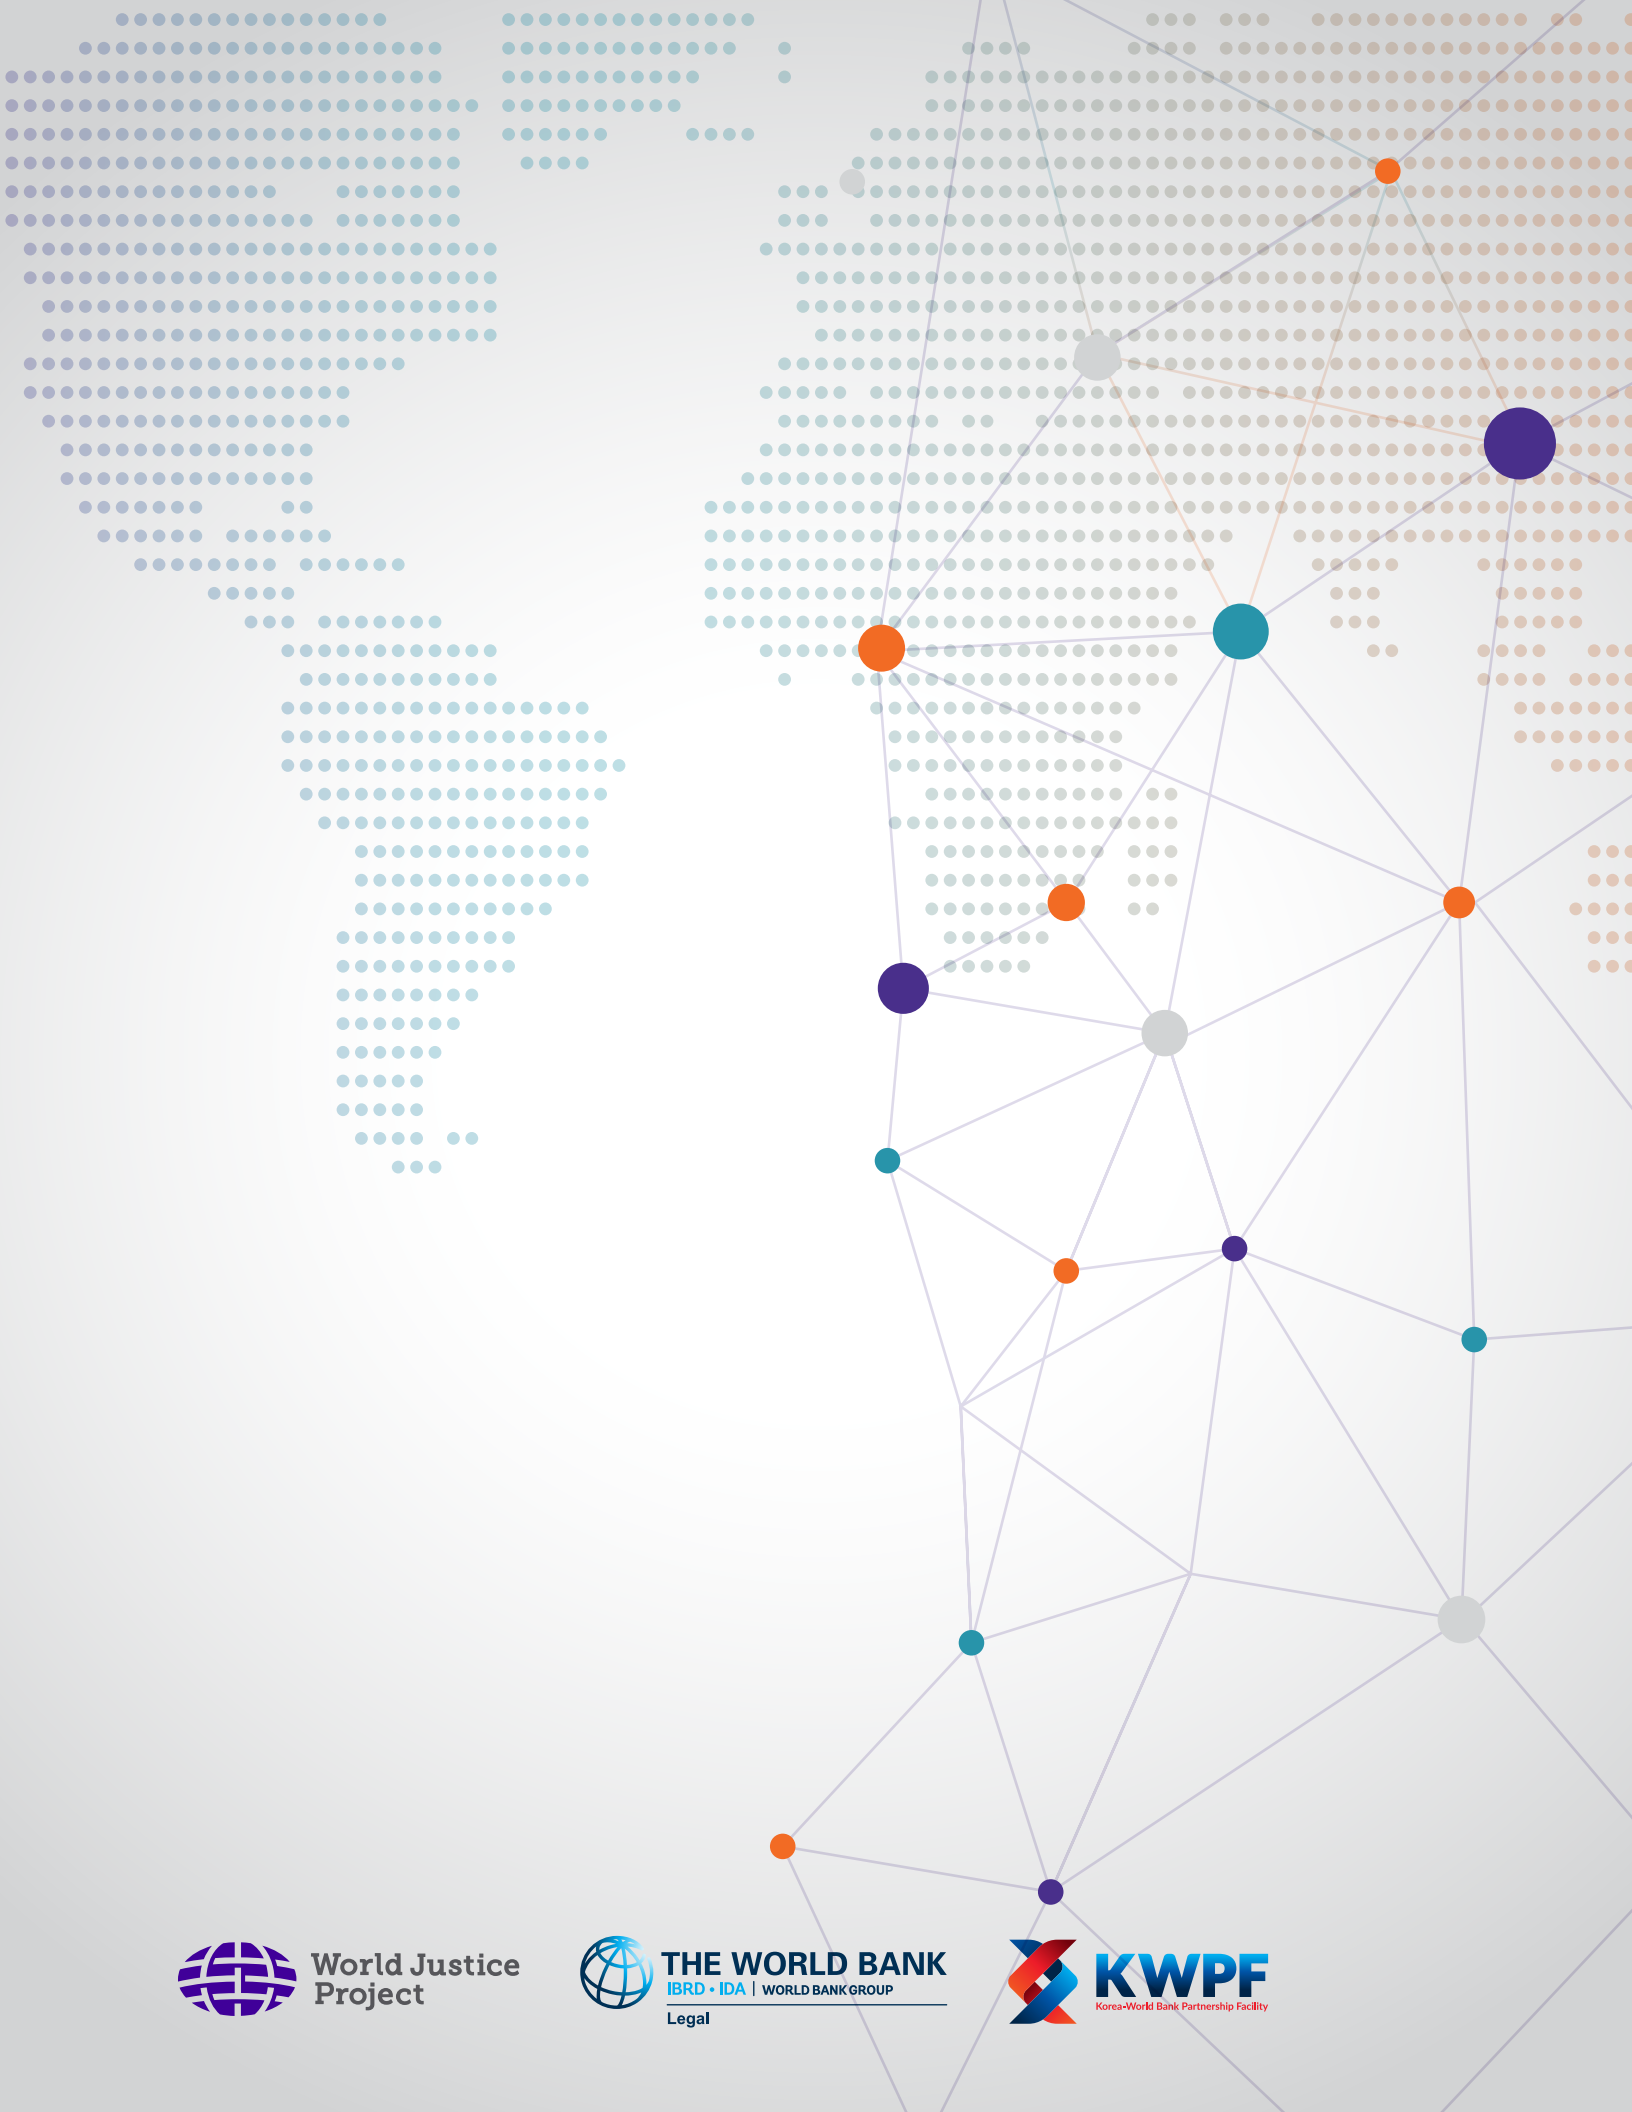 World Justice
Project
THE WORLD BANK
IBRD • IDA | WORLD BANK GROUP
Legal
KWPF
Korea-World Bank Partnership Facility